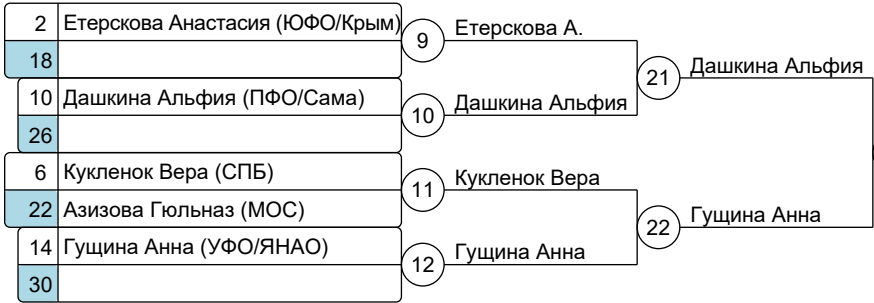 2 Етерскова Анастасия (ЮФО/Крым)
18
9 Етерскова А.
10 Дашкина Альфия (ПФО/Сама)
26
10 Дашкина Альфия
21 Дашкина Альфия
6 Кукленок Вера (СПБ)
22 Азизова Гюльназ (МОС)
11 Кукленок Вера
14 Гущина Анна (УФО/ЯНАО)
30
12 Гущина Анна
22 Гущина Анна